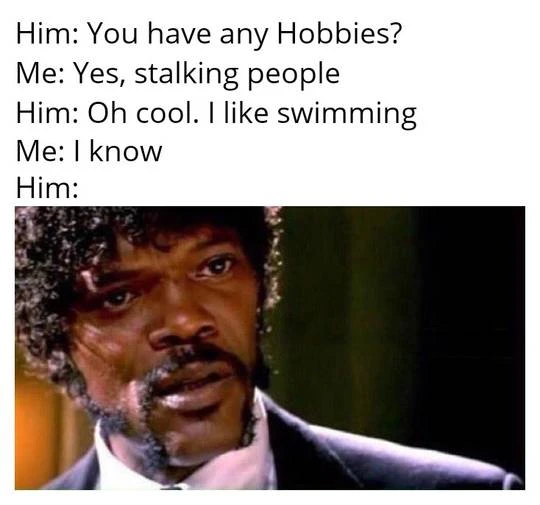 Him: You have any Hobbies?
Me: Yes, stalking people
Him: Oh cool. I like swimming
Me: I know
Him: